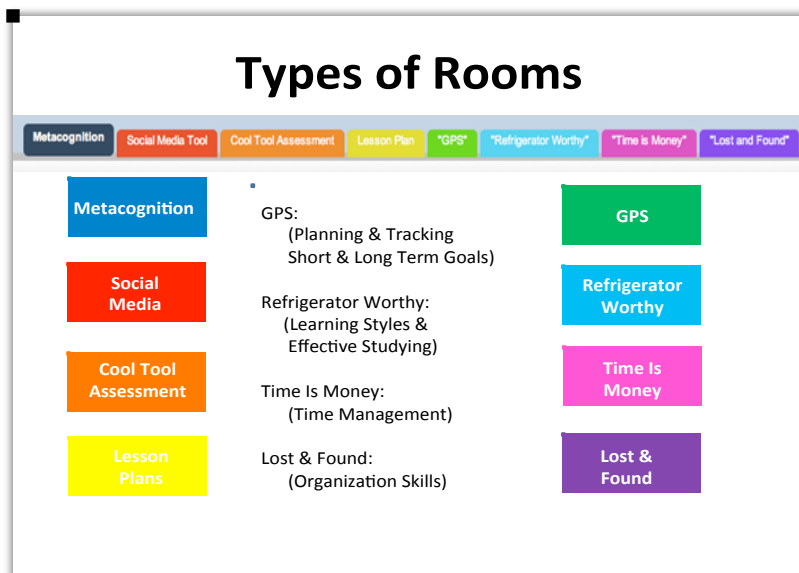 Types of Rooms
Metacognition Social Media Tool Cool Tool Assessment Lesson Plan "GPS" "Refrigerator Worthy" "Time is Money" "Lost and Found"
Metacognition
Social
Media
Cool Tool
Assessment
Lesson
Plans
GPS:
(Planning & Tracking
Short & Long Term Goals)
Refrigerator Worthy:
(Learning Styles &
Effective Studying)
Time Is Money:
(Time Management)
Lost & Found:
(Organization Skills)
GPS
Refrigerator
Worthy
Time Is
Money
Lost &
Found